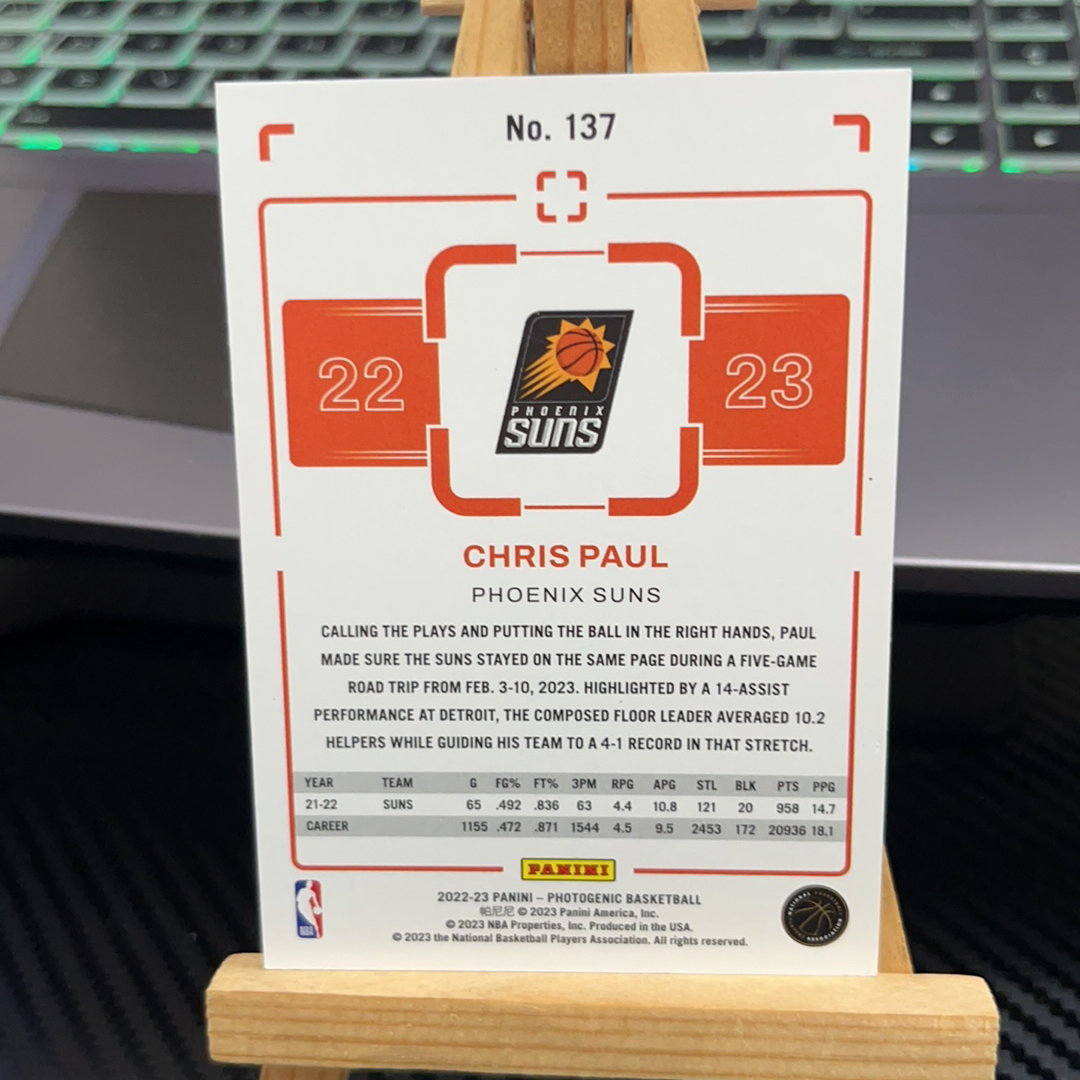 No. 137
22
23
PHOENIX
SUNS
CHRIS PAUL
PHOENIX SUNS
CALLING THE PLAYS AND PUTTING THE BALL IN THE RIGHT HANDS, PAUL
MADE SURE THE SUNS STAYED ON THE SAME PAGE DURING A FIVE-GAME
ROAD TRIP FROM FEB. 3-10, 2023. HIGHLIGHTED BY A 14-ASSIST
PERFORMANCE AT DETROIT, THE COMPOSED FLOOR LEADER AVERAGED 10.2
HELPERS WHILE GUIDING HIS TEAM TO A 4-1 RECORD IN THAT STRETCH.
YEAR TEAM G FG% FT% 3PM RPG APG STL BLK PTS PPG
21-22 SUNS 65 .492 .836 63 4.4 10.8 121 20 958 14.7
CAREER 1155 .472 .871 1544 4.5 9.5 2453 172 20936 18.1
PANINI
2022-23 PANINI – PHOTOGENIC BASKETBALL
帕尼尼 © 2023 Panini America, Inc.
© 2023 NBA Properties, Inc. Produced in the USA.
© 2023 the National Basketball Players Association. All rights reserved.
NBA